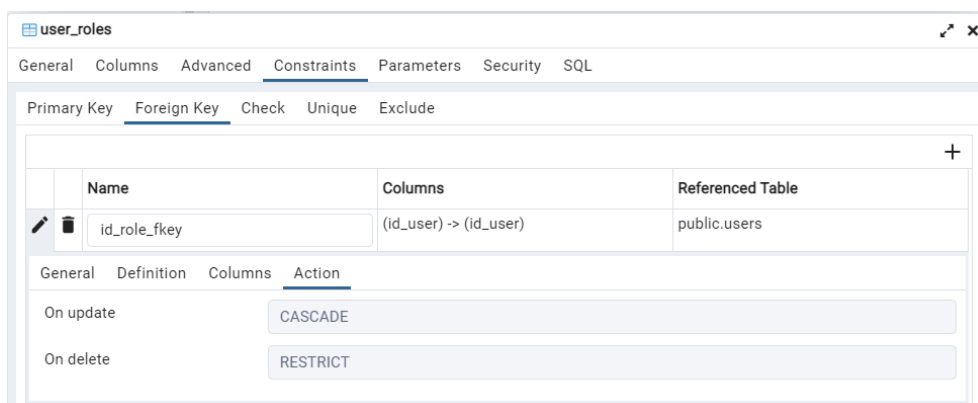 user_roles
General Columns Advanced Constraints Parameters Security SQL
Primary Key Foreign Key Check Unique Exclude
Name Columns Referenced Table
id_role_fkey (id_user) -> (id_user) public.users
General Definition Columns Action
On update CASCADE
On delete RESTRICT